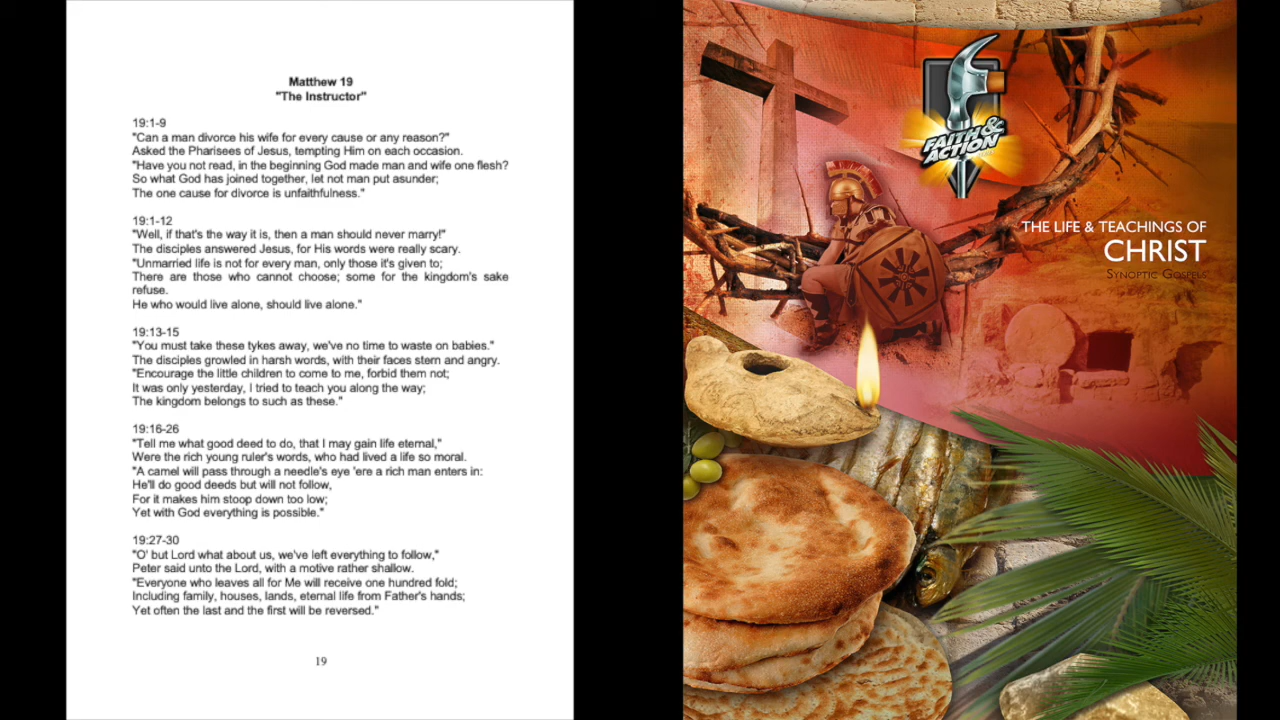 Matthew 19
"The Instructor"
19:1-9
"Can a man divorce his wife for every cause or any reason?"
Asked the Pharisees of Jesus, tempting Him on each occasion.
"Have you not read, in the beginning God made man and wife one flesh?
So what God has joined together, let not man put asunder;
The one cause for divorce is unfaithfulness."
19:1-12
"Well, if that's the way it is, then a man should never marry!"
The disciples answered Jesus, for His words were really scary.
"Unmarried life is not for every man, only those it's given to;
There are those who cannot choose; some for the kingdom's sake
refuse.
He who would live alone, should live alone."
19:13-15
"You must take these tykes away, we've no time to waste on babies."
The disciples growled in harsh words, with their faces stern and angry.
"Encourage the little children to come to me, forbid them not;
It was only yesterday, I tried to teach you along the way;
The kingdom belongs to such as these."
19:16-26
"Tell me what good deed to do, that I may gain life eternal,"
Were the rich young ruler's words, who had lived a life so moral.
"A camel will pass through a needle's eye 'ere a rich man enters in:
He'll do good deeds but will not follow,
For it makes him stoop down too low;
Yet with God everything is possible."
19:27-30
"O' but Lord what about us, we've left everything to follow,"
Peter said unto the Lord, with a motive rather shallow.
"Everyone who leaves all for Me will receive one hundred fold;
Including family, houses, lands, eternal life from Father's hands;
Yet often the last and the first will be reversed."
19
FAITH &
ACTION
THE LIFE & TEACHINGS OF
CHRIST
SYNOPTIC GOSPELS